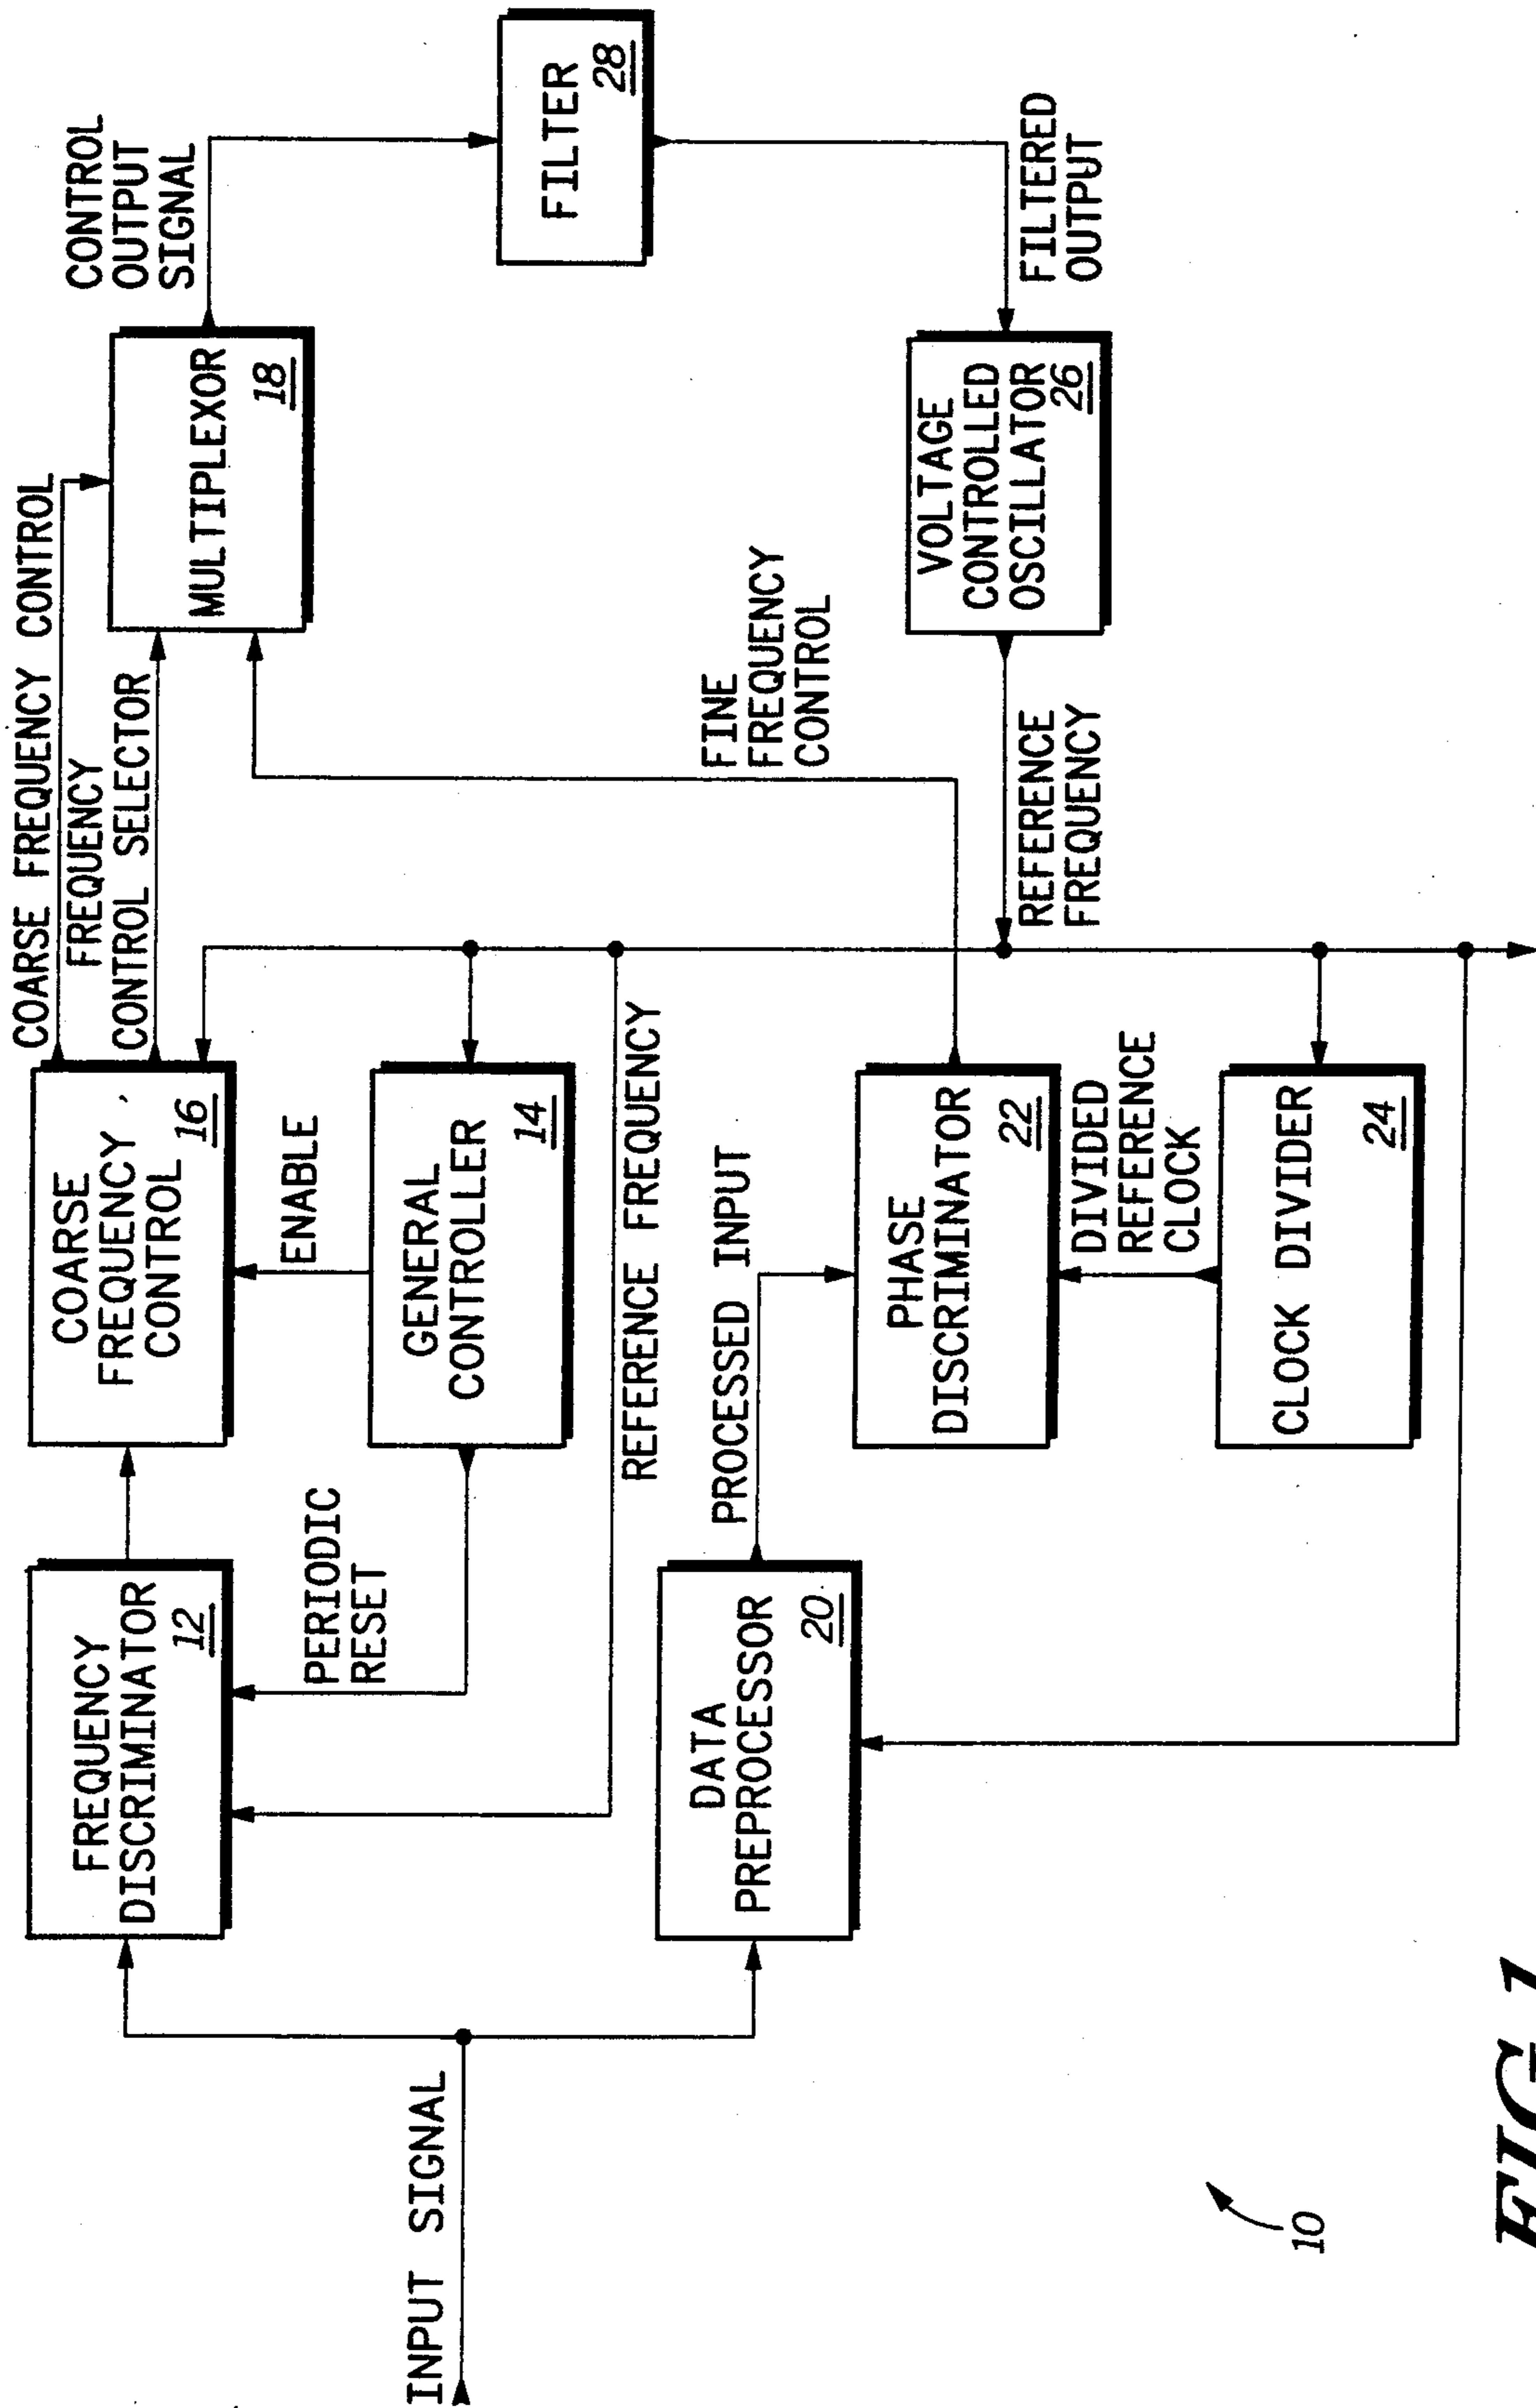 COARSE FREQUENCY CONTROL
FREQUENCY
CONTROL SELECTOR
CONTROL
OUTPUT
SIGNAL
FREQUENCY
DISCRIMINATOR
12
COARSE
FREQUENCY
CONTROL
16
MULTIPLEXOR
18
PERIODIC
RESET
ENABLE
GENERAL
CONTROLLER
14
INPUT SIGNAL
FILTER
28
REFERENCE FREQUENCY
DATA
PREPROCESSOR
20
PROCESSED INPUT
FINE
FREQUENCY
CONTROL
PHASE
DISCRIMINATOR
22
VOLTAGE
CONTROLLED
OSCILLATOR
26
REFERENCE
FREQUENCY
FILTERED
OUTPUT
DIVIDED
REFERENCE
CLOCK
CLOCK DIVIDER
24
10
FIG.1